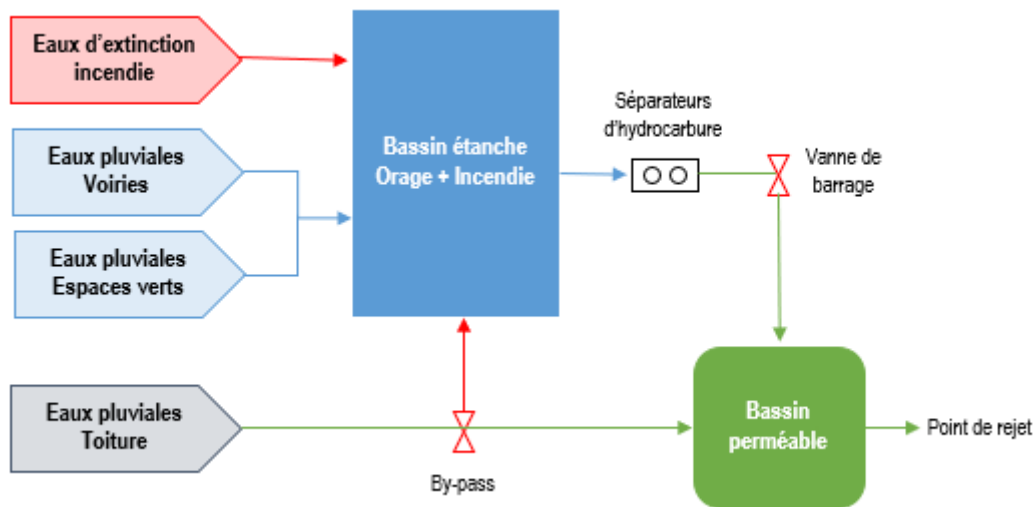 Eaux d'extinction
incendie
Eaux pluviales
Voiries
Eaux pluviales
Espaces verts
Eaux pluviales
Toiture
Bassin étanche
Orage + Incendie
Séparateurs
d'hydrocarbure
Vanne de
barrage
By-pass
Bassin
perméable
Point de rejet